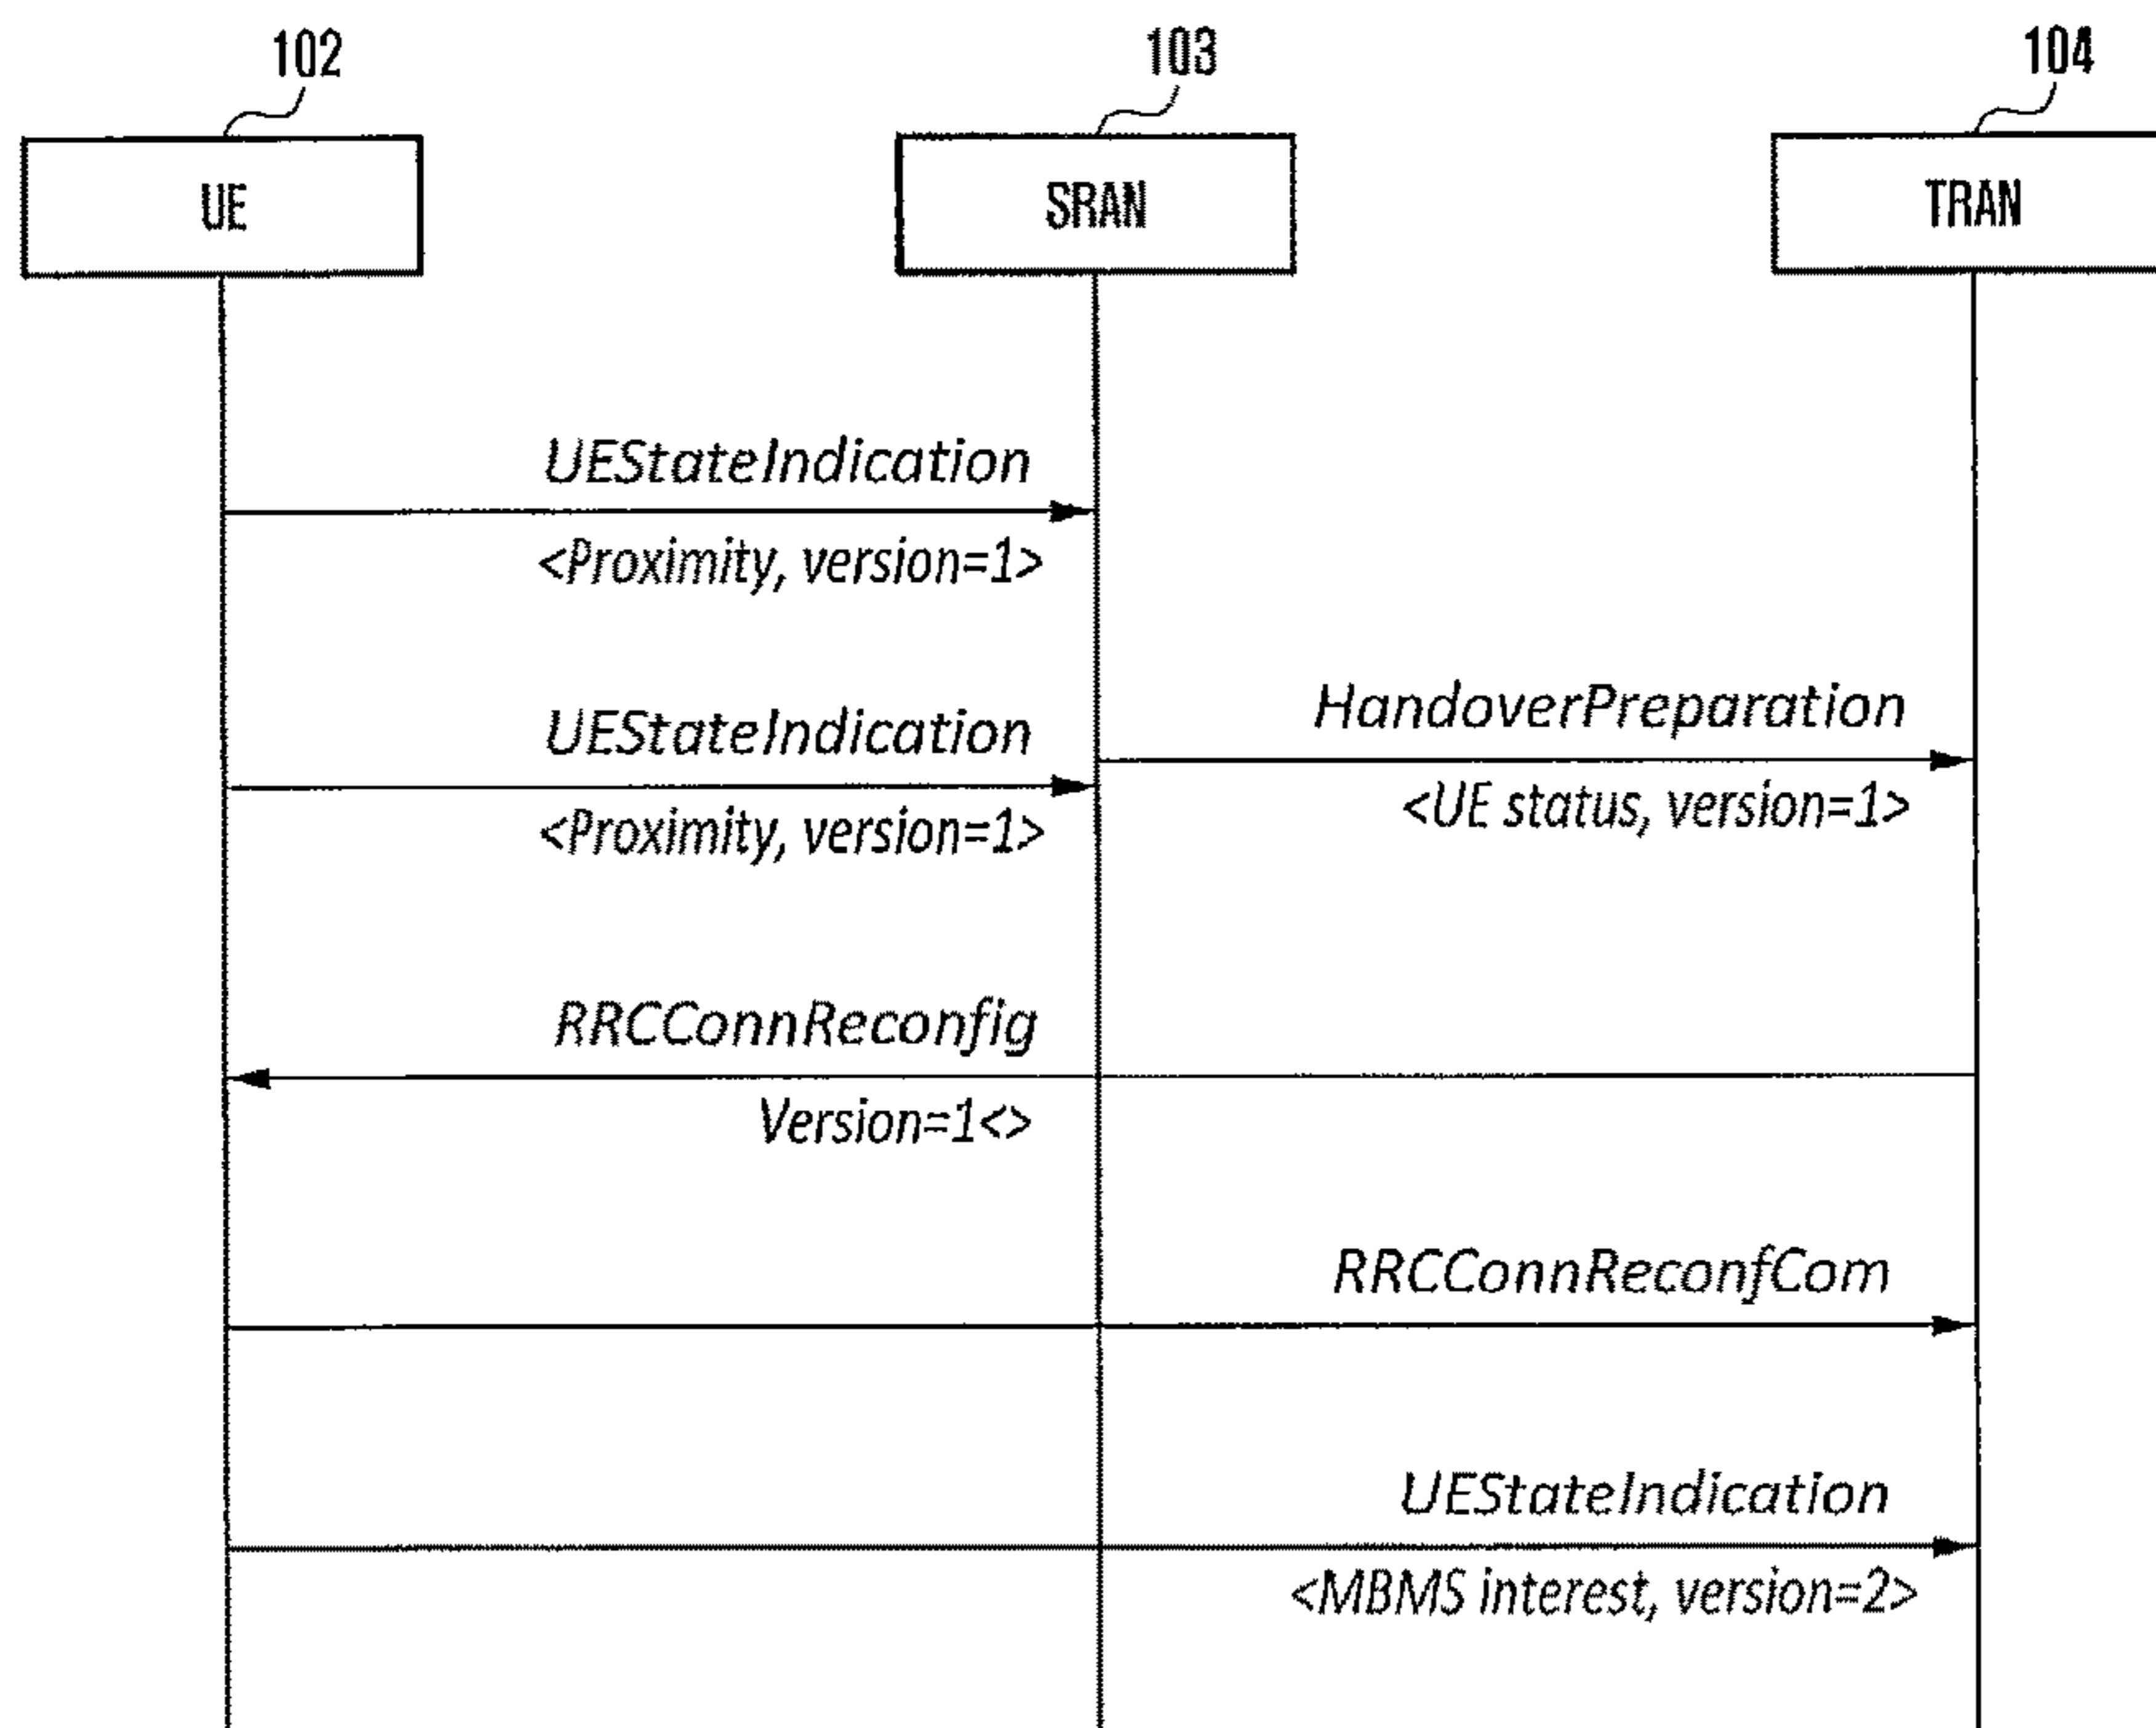 102
103
104
UE
SRAN
TRAN
UEStateIndication
<Proximity, version=1>
HandoverPreparation
UEStateIndication
<UE status, version=1>
<Proximity, version=1>
RRCConnReconfig
Version=1<>
RRCConnReconfCom
UEStateIndication
<MBMS interest, version=2>